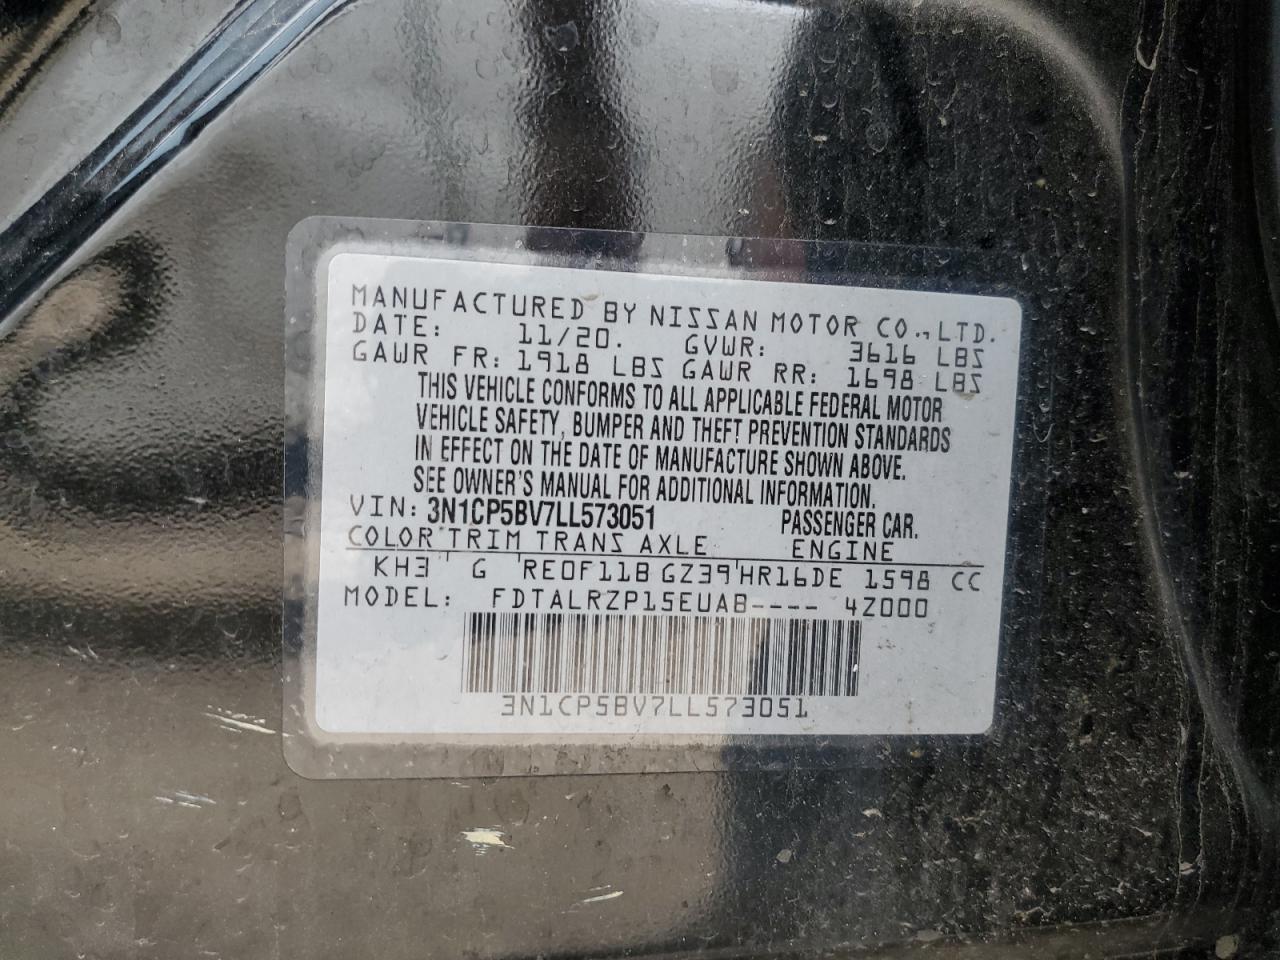 MANUFACTURED BY NISSAN MOTOR CO.,LTD.
DATE: 11/20. GVWR: 3616 LBS
GAWR FR: 1918 LBS GAWR RR: 1698 LBS
THIS VEHICLE CONFORMS TO ALL APPLICABLE FEDERAL MOTOR
VEHICLE SAFETY, BUMPER AND THEFT PREVENTION STANDARDS
IN EFFECT ON THE DATE OF MANUFACTURE SHOWN ABOVE.
SEE OWNER'S MANUAL FOR ADDITIONAL INFORMATION.
VIN: 3N1CP5BV7LL573051 PASSENGER CAR.
COLOR TRIM TRANS AXLE ENGINE
KH3 G RE0F11B GZ39 HR16DE 1598 CC
MODEL: FDTALRZP15EUAB---- 4Z000
3N1CP5BV7LL573051